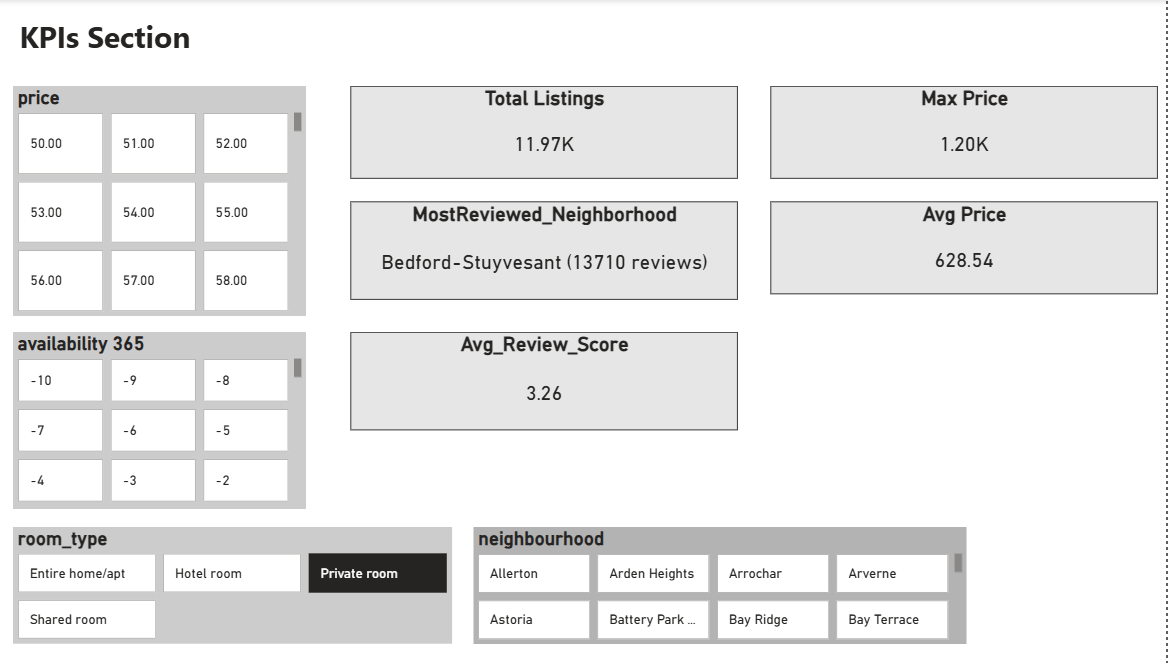 KPIs Section
price
50.00 51.00 52.00
53.00 54.00 55.00
56.00 57.00 58.00
Total Listings
11.97K
Max Price
1.20K
MostReviewed_Neighborhood
Bedford-Stuyvesant (13710 reviews)
Avg Price
628.54
availability 365
-10 -9 -8
-7 -6 -5
-4 -3 -2
Avg_Review_Score
3.26
room_type
Entire home/apt Hotel room Private room
Shared room
neighbourhood
Allerton Arden Heights Arrochar Arverne
Astoria Battery Park ... Bay Ridge Bay Terrace